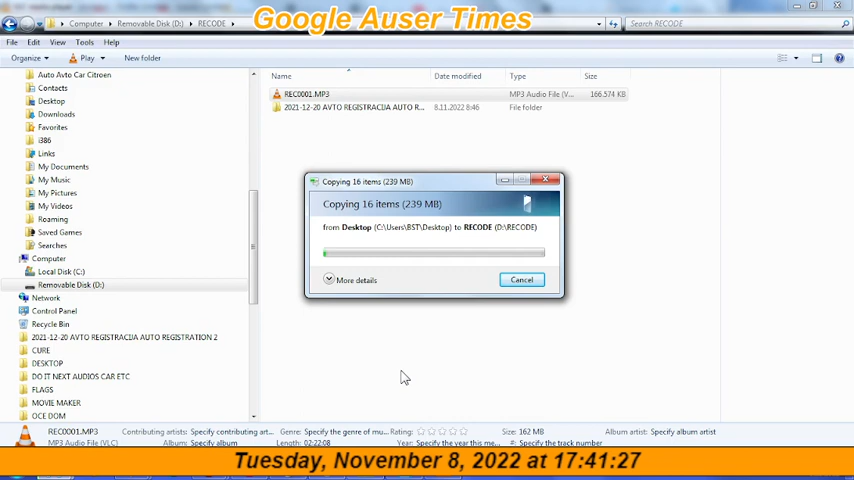 Google Auser Times
Computer ▸ Removable Disk (D:) ▸ RECODE ▸
Search RECODE
File Edit View Tools Help
Organize Play New folder
Name Date modified Type Size
Auto Avto Car Citroen
Contacts
Desktop
Downloads
Favorites
i386
Links
My Documents
My Music
My Pictures
My Videos
Roaming
Saved Games
Searches
Computer
Local Disk (C:)
Removable Disk (D:)
Network
Control Panel
Recycle Bin
2021-12-20 AVTO REGISTRACIJA AUTO REGISTRATION 2
CURE
DESKTOP
DO IT NEXT AUDIOS CAR ETC
FLAGS
MOVIE MAKER
OCE DOM
REC0001.MP3 MP3 Audio File (V... 166.574 KB
2021-12-20 AVTO REGISTRACIJA AUTO R... 8.11.2022 8:46 File folder
Copying 16 items (239 MB)
Copying 16 items (239 MB)
from Desktop (C:\Users\BST\Desktop) to RECODE (D:\RECODE)
More details
Cancel
REC0001.MP3 Contributing artists: Specify contributing art... Genre: Specify the genre of mu... Rating: Size: 162 MB Album artist: Specify album artist
MP3 Audio File (VLC) Album: Specify album Length: 02:22:08 Year: Specify the year this me... #: Specify the track number
Tuesday, November 8, 2022 at 17:41:27